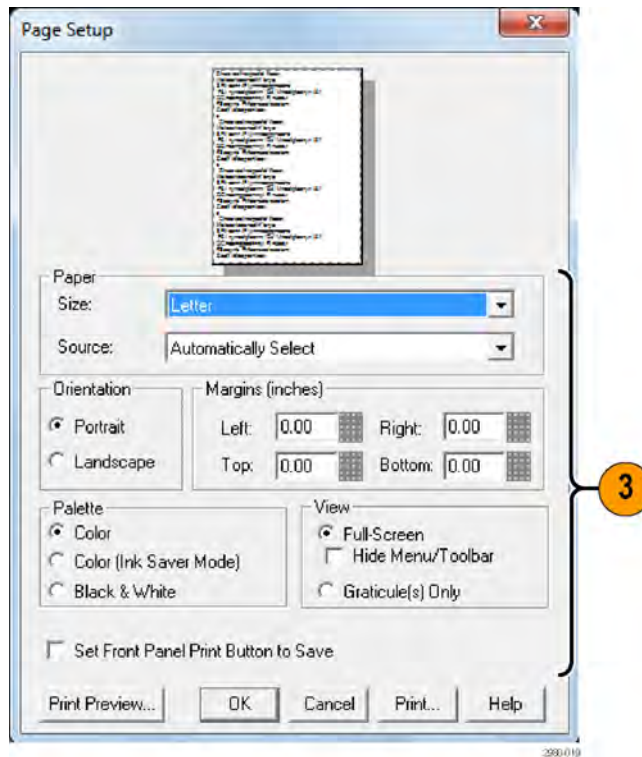 Page Setup
Paper
Size: Letter
Source: Automatically Select
Orientation
Portrait
Landscape
Margins (inches)
Left: 0.00 Right: 0.00
Top: 0.00 Bottom: 0.00
3
Palette
Color
Color (Ink Saver Mode)
Black & White
View
Full-Screen
Hide Menu/Toolbar
Graticule(s) Only
Set Front Panel Print Button to Save
Print Preview... OK Cancel Print... Help
2980-019